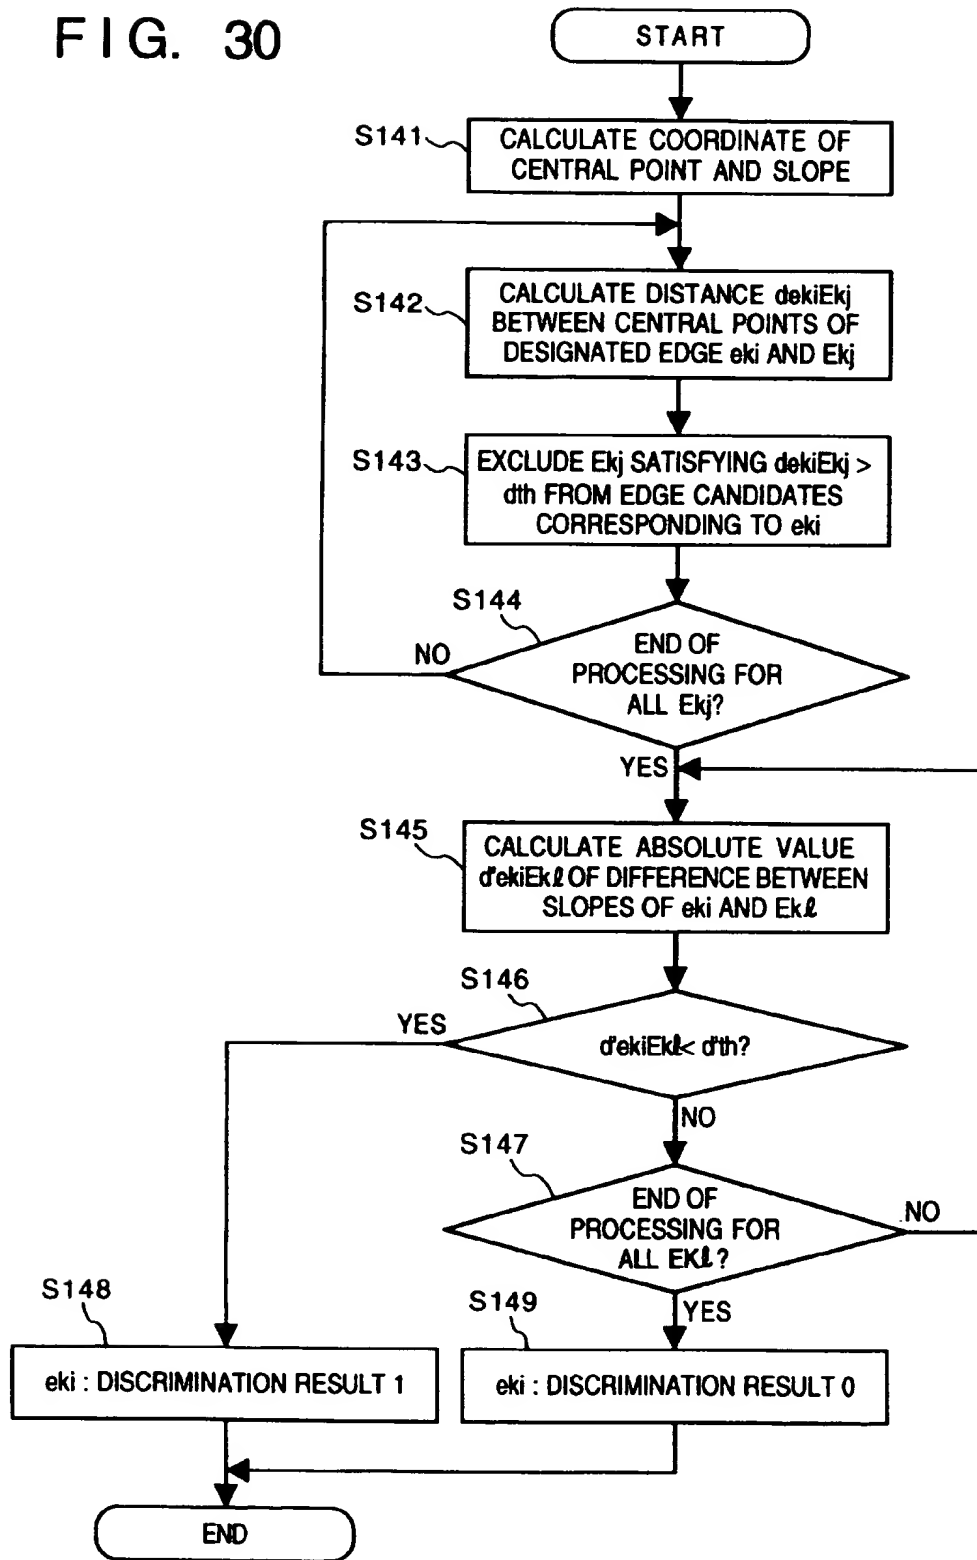 FIG. 30
START
S141
CALCULATE COORDINATE OF
CENTRAL POINT AND SLOPE
S142
CALCULATE DISTANCE dekiEkj
BETWEEN CENTRAL POINTS OF
DESIGNATED EDGE eki AND Ekj
S143
EXCLUDE Ekj SATISFYING dekiEkj >
dth FROM EDGE CANDIDATES
CORRESPONDING TO eki
S144
END OF
PROCESSING FOR
ALL Ekj?
NO
YES
S145
CALCULATE ABSOLUTE VALUE
d'ekiEkℓ OF DIFFERENCE BETWEEN
SLOPES OF eki AND Ekℓ
S146
YES
d'ekiEkℓ< d'th?
NO
S147
END OF
PROCESSING FOR
ALL EKℓ?
NO
YES
S148
eki : DISCRIMINATION RESULT 1
S149
eki : DISCRIMINATION RESULT 0
END